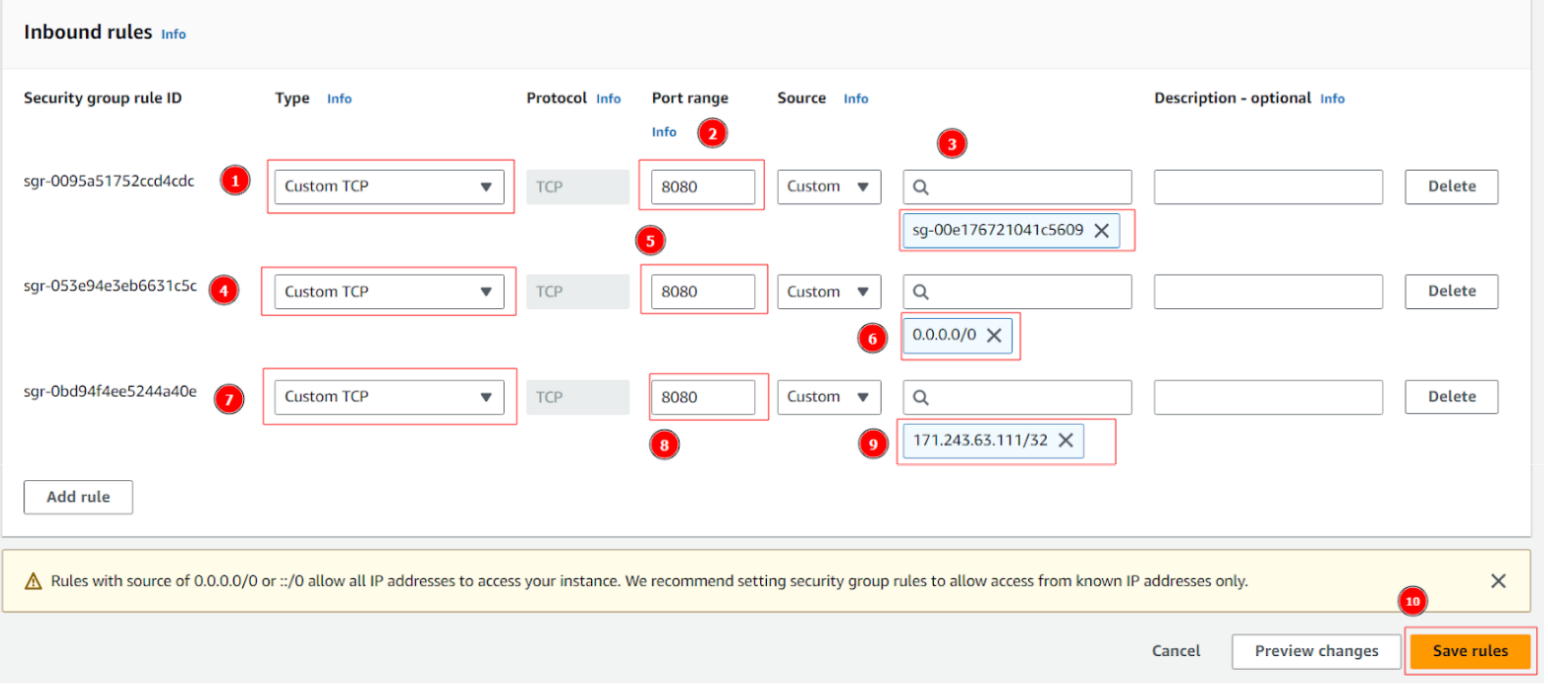 Inbound rules Info
Security group rule ID Type Info Protocol Info Port range Source Info Description - optional Info
Info 2 3
sgr-0095a51752ccd4cdc 1 Custom TCP TCP 8080 Custom Delete
sg-00e176721041c5609
5
sgr-053e94e3eb6631c5c 4 Custom TCP TCP 8080 Custom Delete
6 0.0.0.0/0
sgr-0bd94f4ee5244a40e 7 Custom TCP TCP 8080 Custom Delete
8 9 171.243.63.111/32
Add rule
Rules with source of 0.0.0.0/0 or ::/0 allow all IP addresses to access your instance. We recommend setting security group rules to allow access from known IP addresses only.
10
Cancel Preview changes Save rules